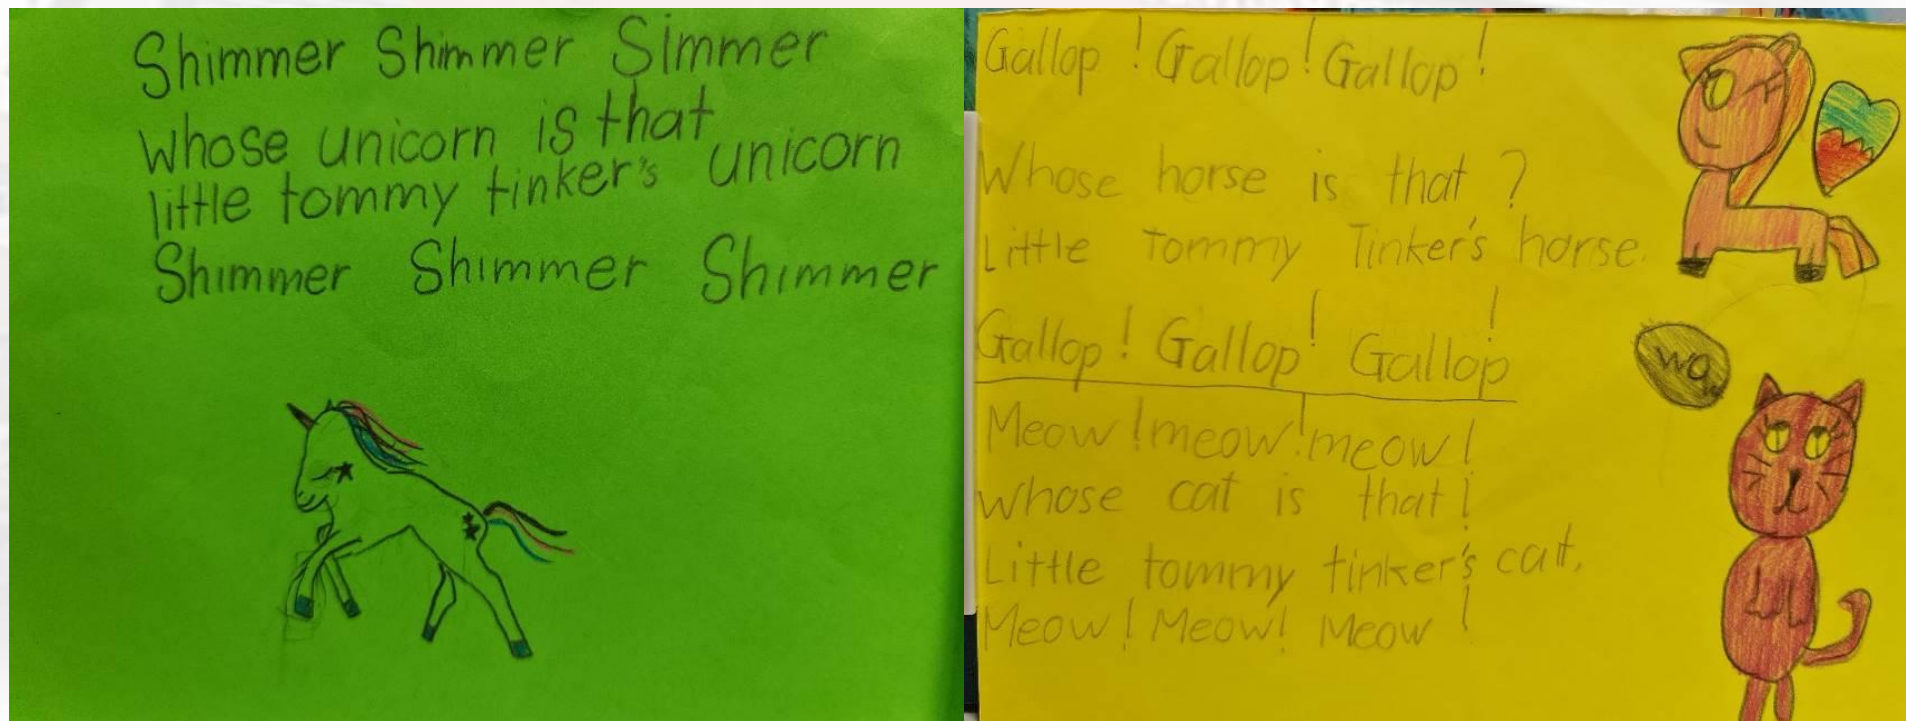 Shimmer Shimmer Simmer
whose unicorn is that
little tommy tinker's unicorn
Shimmer Shimmer Shimmer
Gallop! Gallop! Gallop!
Whose horse is that?
Little Tommy Tinker's horse.
Gallop! Gallop! Gallop!
Meow! meow! meow!
whose cat is that!
Little tommy tinker's cat.
Meow! Meow! Meow!